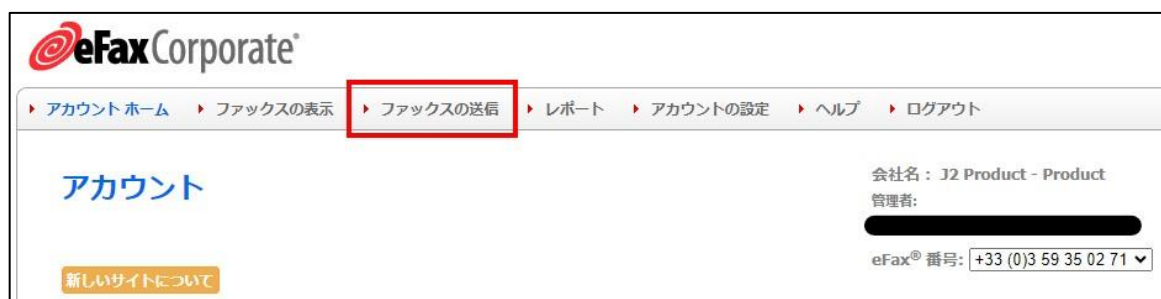 eFax Corporate®
アカウント ホーム ファックスの表示 ファックスの送信 レポート アカウントの設定 ヘルプ ログアウト
アカウント
会社名 : J2 Product - Product
管理者:
eFax® 番号: +33 (0)3 59 35 02 71
新しいサイトについて